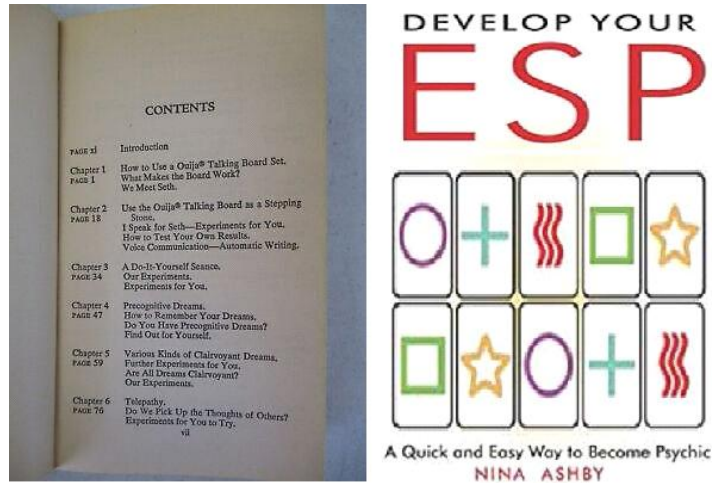 CONTENTS
PAGE xi Introduction
Chapter 1 How to Use a Ouija® Talking Board Set.
PAGE 1 What Makes the Board Work?
We Meet Seth.
Chapter 2 Use the Ouija® Talking Board as a Stepping
PAGE 18 Stone.
I Speak for Seth—Experiments for You.
How to Test Your Own Results.
Voice Communication—Automatic Writing.
Chapter 3 A Do-It-Yourself Seance.
PAGE 34 Our Experiments.
Experiments for You.
Chapter 4 Precognitive Dreams.
PAGE 47 How to Remember Your Dreams.
Do You Have Precognitive Dreams?
Find Out for Yourself.
Chapter 5 Various Kinds of Clairvoyant Dreams.
PAGE 59 Further Experiments for You.
Are All Dreams Clairvoyant?
Our Experiments.
Chapter 6 Telepathy.
PAGE 76 Do We Pick Up the Thoughts of Others?
Experiments for You to Try.
vii
DEVELOP YOUR
ESP
A Quick and Easy Way to Become Psychic
NINA ASHBY